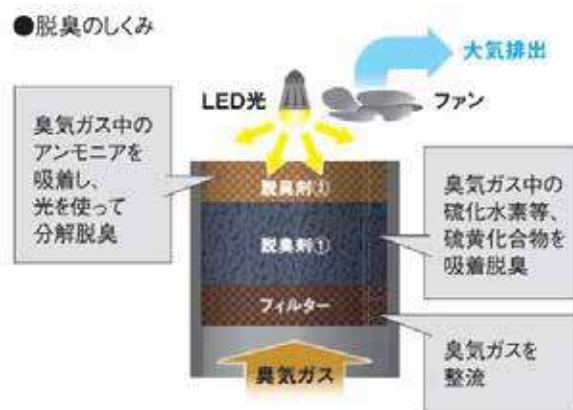 ●脱臭のしくみ
大気排出
LED光
ファン
臭気ガス中の
アンモニアを
吸着し、
光を使って
分解脱臭
脱臭剤②
脱臭剤①
フィルター
臭気ガス
臭気ガス中の
硫化水素等、
硫黄化合物を
吸着脱臭
臭気ガスを
整流